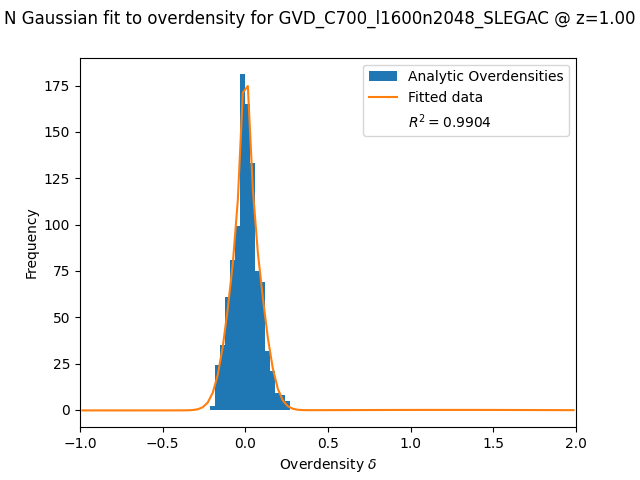 N Gaussian fit to overdensity for GVD_C700_l1600n2048_SLEGAC @ z=1.00
Analytic Overdensities
Fitted data
R² = 0.9904
Frequency
175
150
125
100
75
50
25
0
−1.0 −0.5 0.0 0.5 1.0 1.5 2.0
Overdensity δ